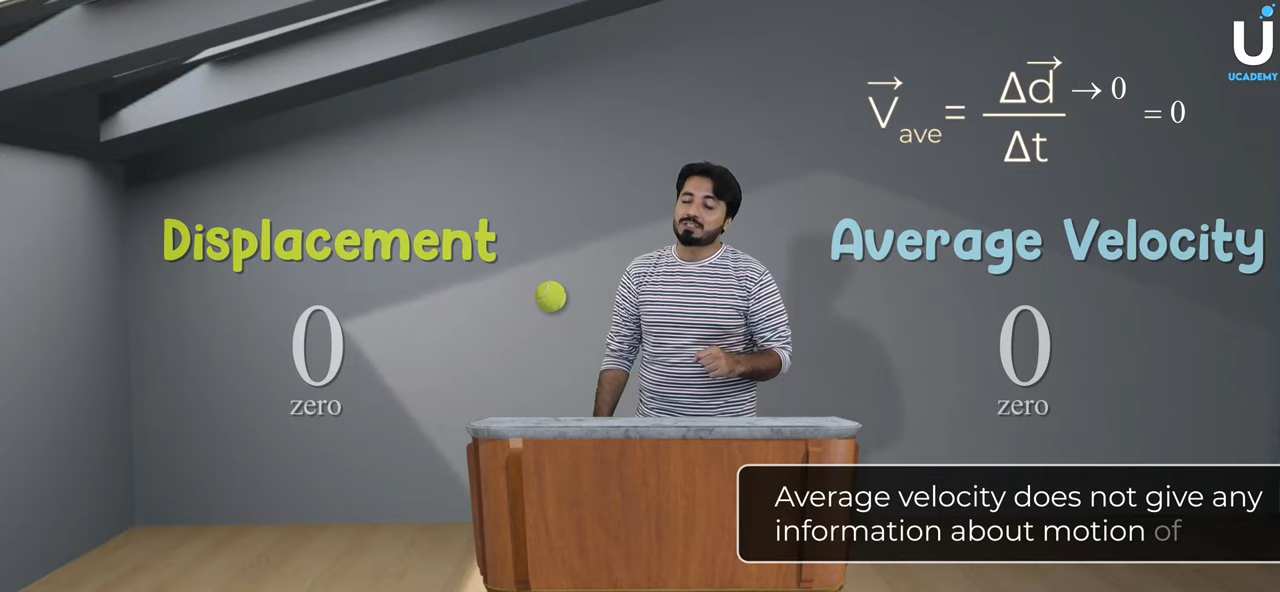 U
UCADEMY
V⃗ave = Δd⃗ → 0 / Δt = 0
Displacement
0
zero
Average Velocity
0
zero
Average velocity does not give any
information about motion of